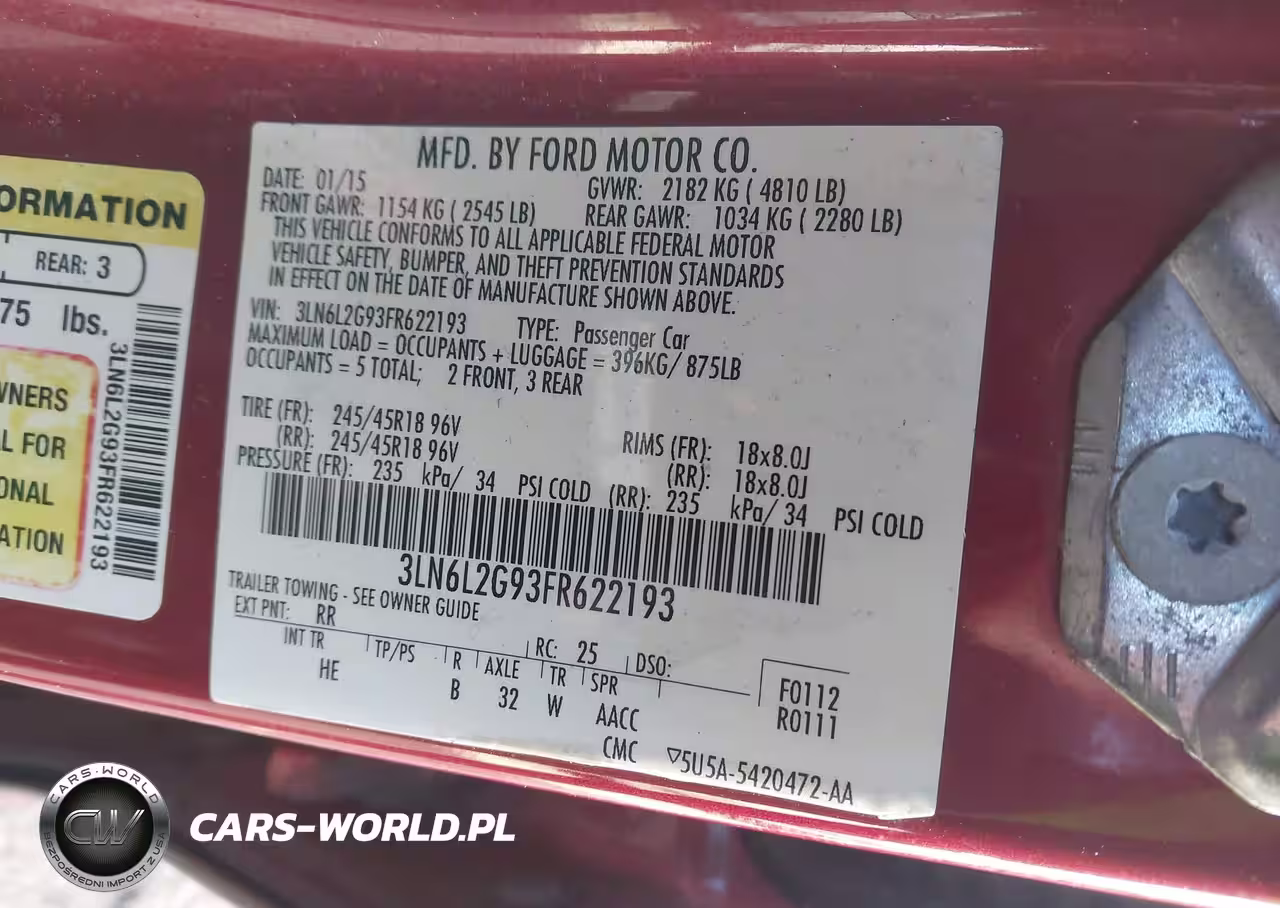 ORMATION
REAR: 3
75 lbs.
WNERS
L FOR
ONAL
ATION
3LN6L2G93FR622193
MFD. BY FORD MOTOR CO.
DATE: 01/15 GVWR: 2182 KG ( 4810 LB)
FRONT GAWR: 1154 KG ( 2545 LB) REAR GAWR: 1034 KG ( 2280 LB)
THIS VEHICLE CONFORMS TO ALL APPLICABLE FEDERAL MOTOR
VEHICLE SAFETY, BUMPER, AND THEFT PREVENTION STANDARDS
IN EFFECT ON THE DATE OF MANUFACTURE SHOWN ABOVE.
VIN: 3LN6L2G93FR622193 TYPE: Passenger Car
MAXIMUM LOAD = OCCUPANTS + LUGGAGE = 396KG/ 875LB
OCCUPANTS = 5 TOTAL; 2 FRONT, 3 REAR
TIRE (FR): 245/45R18 96V RIMS (FR): 18x8.0J
(RR): 245/45R18 96V (RR): 18x8.0J
PRESSURE (FR): 235 kPa/ 34 PSI COLD (RR): 235 kPa/ 34 PSI COLD
3LN6L2G93FR622193
TRAILER TOWING - SEE OWNER GUIDE
EXT PNT: RR RC: 25 DSO:
INT TR TP/PS R AXLE TR SPR F0112
HE B 32 W AACC R0111
CMC ▽5U5A-5420472-AA
CARS-WORLD
CW
BEZPOŚREDNI IMPORT Z USA
CARS-WORLD.PL